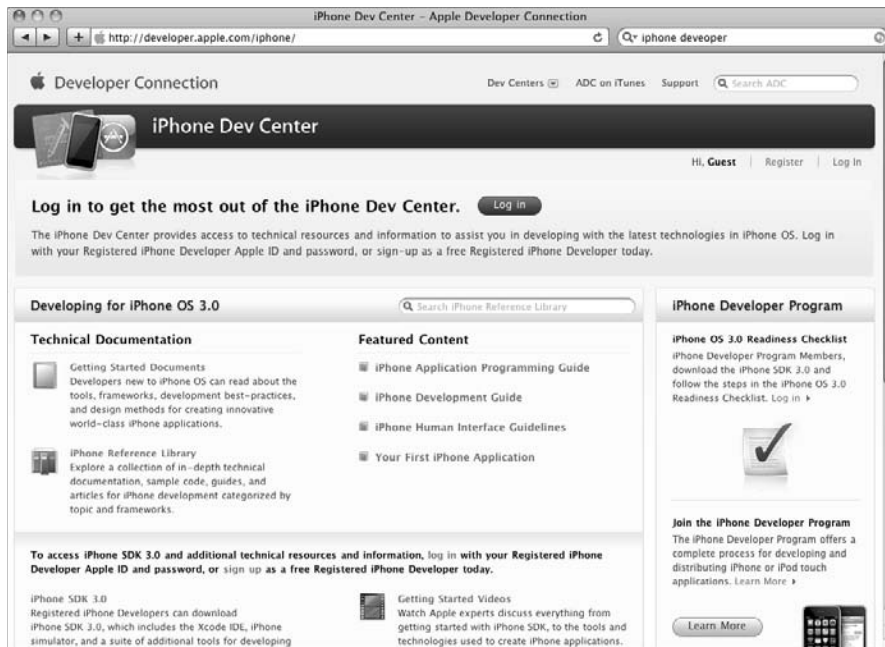 iPhone Dev Center – Apple Developer Connection
http://developer.apple.com/iphone/
iphone deveoper
Developer Connection
Dev Centers
ADC on iTunes
Support
Search ADC
iPhone Dev Center
Hi, Guest | Register | Log In
Log in to get the most out of the iPhone Dev Center.
Log in
The iPhone Dev Center provides access to technical resources and information to assist you in developing with the latest technologies in iPhone OS. Log in
with your Registered iPhone Developer Apple ID and password, or sign-up as a free Registered iPhone Developer today.
Developing for iPhone OS 3.0
Search iPhone Reference Library
Technical Documentation
Getting Started Documents
Developers new to iPhone OS can read about the
tools, frameworks, development best-practices,
and design methods for creating innovative
world-class iPhone applications.
iPhone Reference Library
Explore a collection of in-depth technical
documentation, sample code, guides, and
articles for iPhone development categorized by
topic and frameworks.
Featured Content
iPhone Application Programming Guide
iPhone Development Guide
iPhone Human Interface Guidelines
Your First iPhone Application
To access iPhone SDK 3.0 and additional technical resources and information, log in with your Registered iPhone
Developer Apple ID and password, or sign up as a free Registered iPhone Developer today.
iPhone SDK 3.0
Registered iPhone Developers can download
iPhone SDK 3.0, which includes the Xcode IDE, iPhone
simulator, and a suite of additional tools for developing
Getting Started Videos
Watch Apple experts discuss everything from
getting started with iPhone SDK, to the tools and
technologies used to create iPhone applications.
iPhone Developer Program
iPhone OS 3.0 Readiness Checklist
iPhone Developer Program Members,
download the iPhone SDK 3.0 and
follow the steps in the iPhone OS 3.0
Readiness Checklist. Log in
Join the iPhone Developer Program
The iPhone Developer Program offers a
complete process for developing and
distributing iPhone or iPod touch
applications. Learn More
Learn More